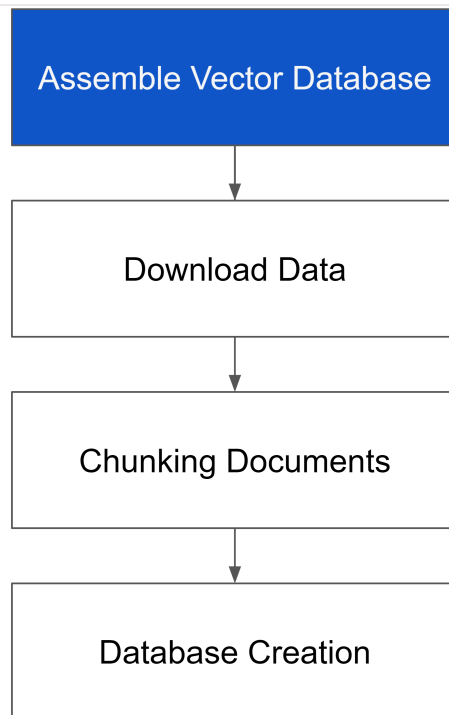 Assemble Vector Database
Download Data
Chunking Documents
Database Creation